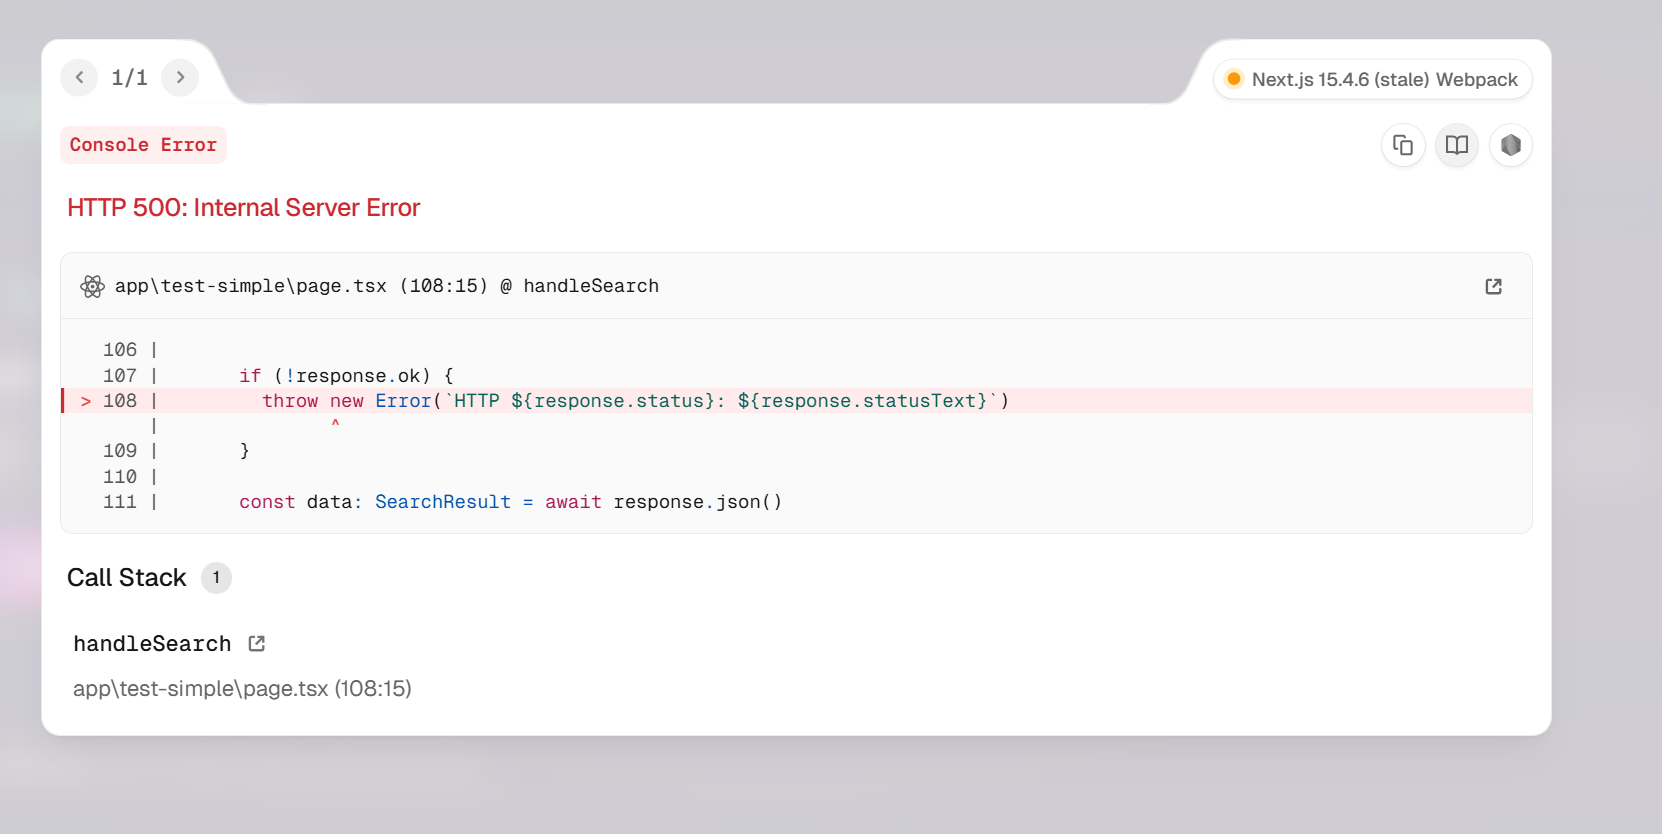 1/1
Next.js 15.4.6 (stale) Webpack
Console Error
HTTP 500: Internal Server Error
app\test-simple\page.tsx (108:15) @ handleSearch
106 |
107 |       if (!response.ok) {
> 108 |         throw new Error(`HTTP ${response.status}: ${response.statusText}`)
|               ^
109 |       }
110 |
111 |       const data: SearchResult = await response.json()
Call Stack 1
handleSearch
app\test-simple\page.tsx (108:15)